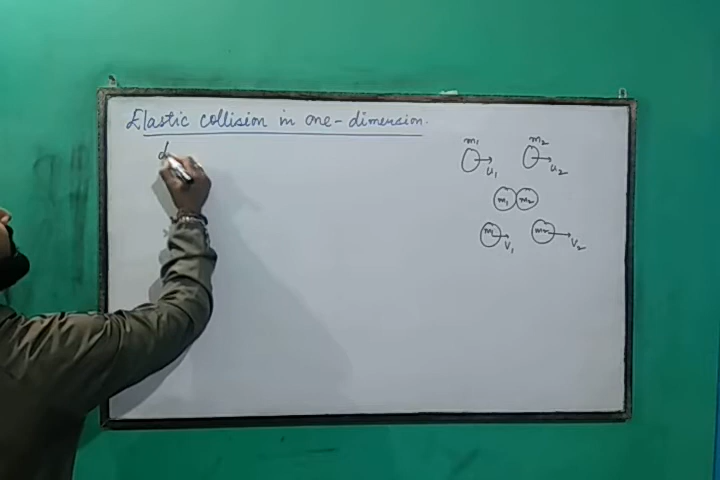 Elastic collision in one-dimension.
d
m1 m2
u1 u2
m1 m2
m1 m2
V1 V2